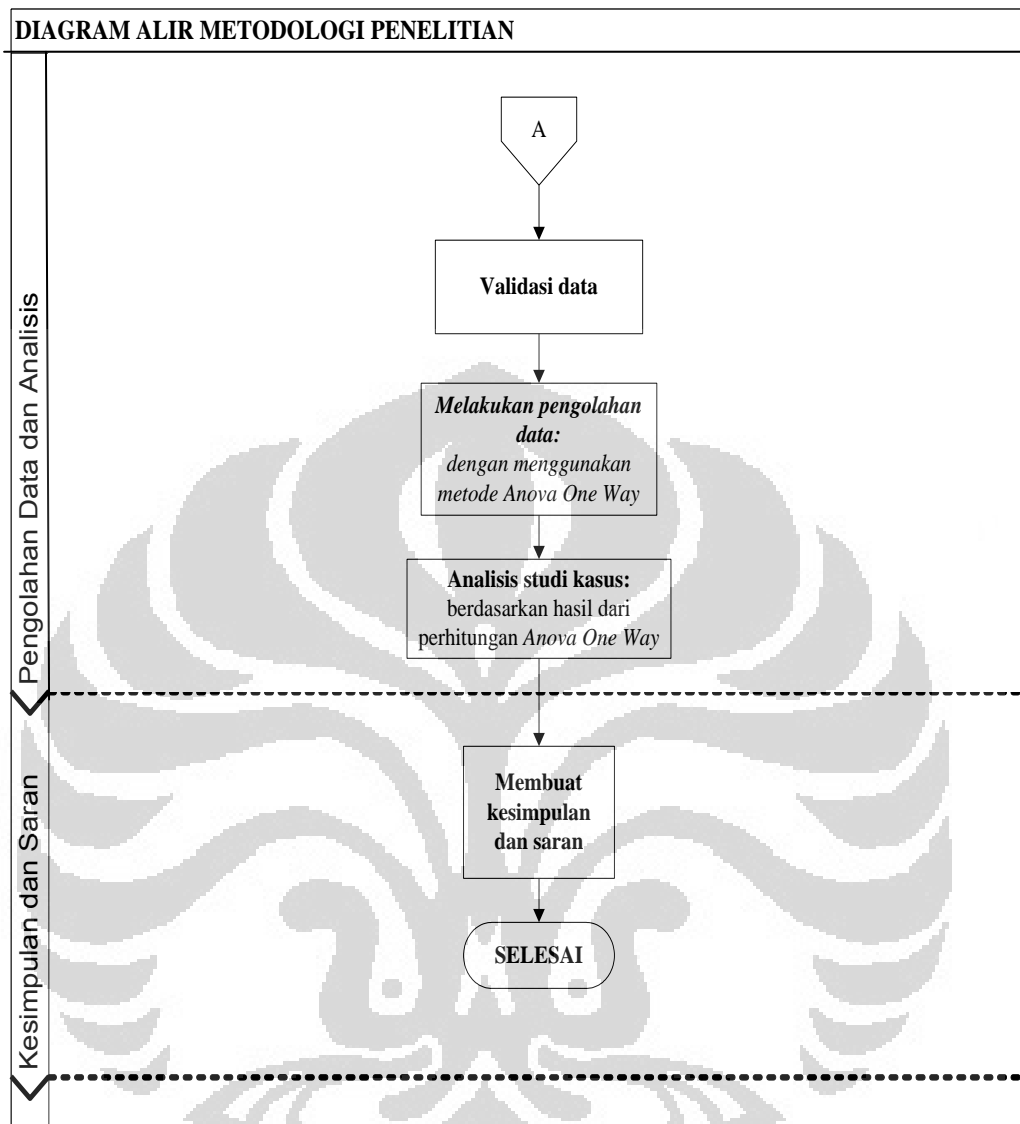 DIAGRAM ALIR METODOLOGI PENELITIAN
Pengolahan Data dan Analisis
A
Validasi data
Melakukan pengolahan
data:
dengan menggunakan
metode Anova One Way
Analisis studi kasus:
berdasarkan hasil dari
perhitungan Anova One Way
Kesimpulan dan Saran
Membuat
kesimpulan
dan saran
SELESAI